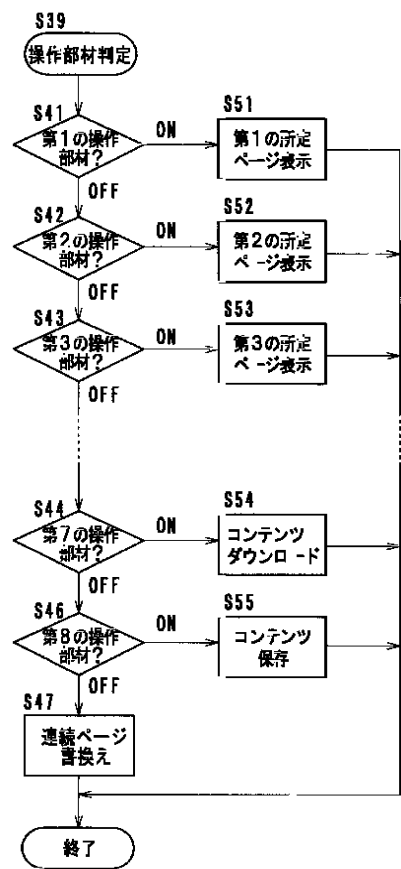 S39
操作部材判定
S41
第1の操作
部材?
ON
OFF
S51
第1の所定
ページ表示
S42
第2の操作
部材?
ON
OFF
S52
第2の所定
ページ表示
S43
第3の操作
部材?
ON
OFF
S53
第3の所定
ページ表示
S44
第7の操作
部材?
ON
OFF
S54
コンテンツ
ダウンロード
S46
第8の操作
部材?
ON
OFF
S55
コンテンツ
保存
S47
連続ページ
書換え
終了